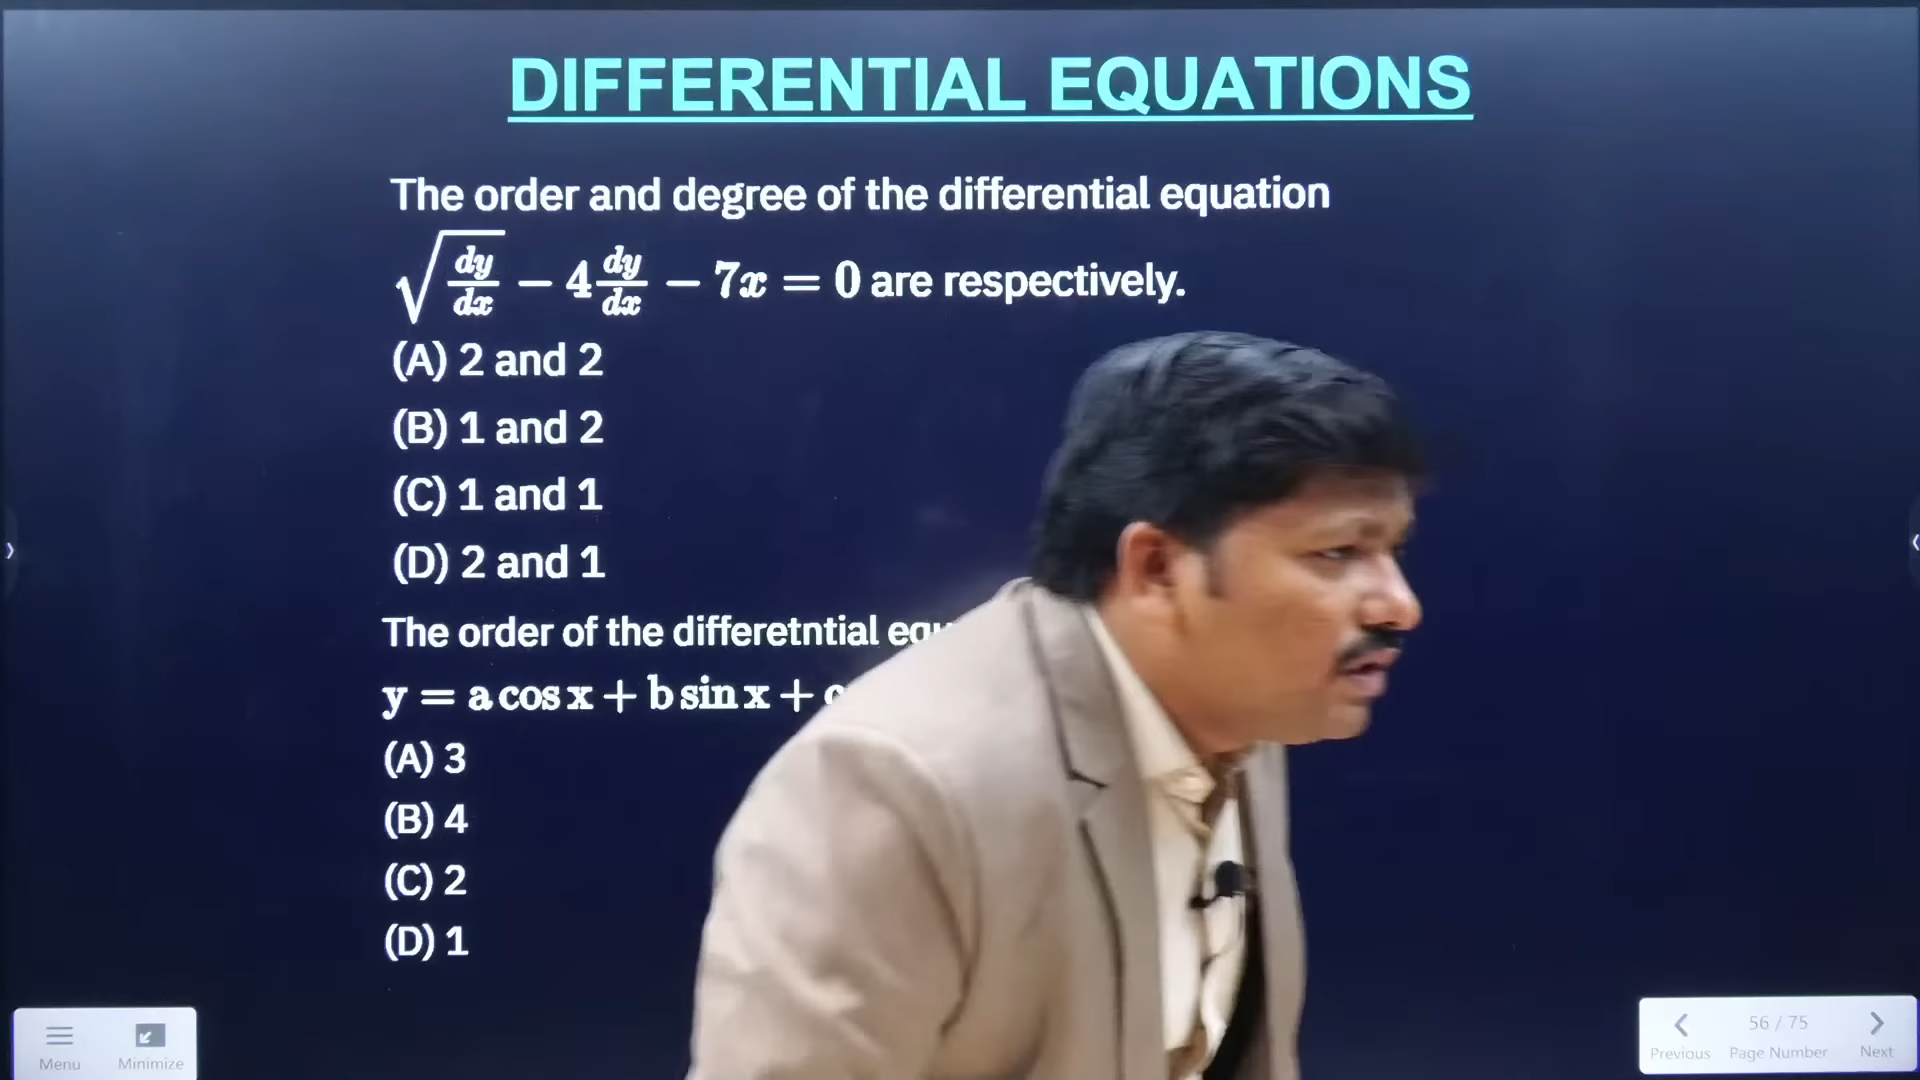 DIFFERENTIAL EQUATIONS
The order and degree of the differential equation
√(dy/dx) − 4 dy/dx − 7x = 0 are respectively.
(A) 2 and 2
(B) 1 and 2
(C) 1 and 1
(D) 2 and 1
The order of the differetntial
y = a cos x + b sin x +
(A) 3
(B) 4
(C) 2
(D) 1
Menu Minimize
56 / 75
Previous Page Number Next